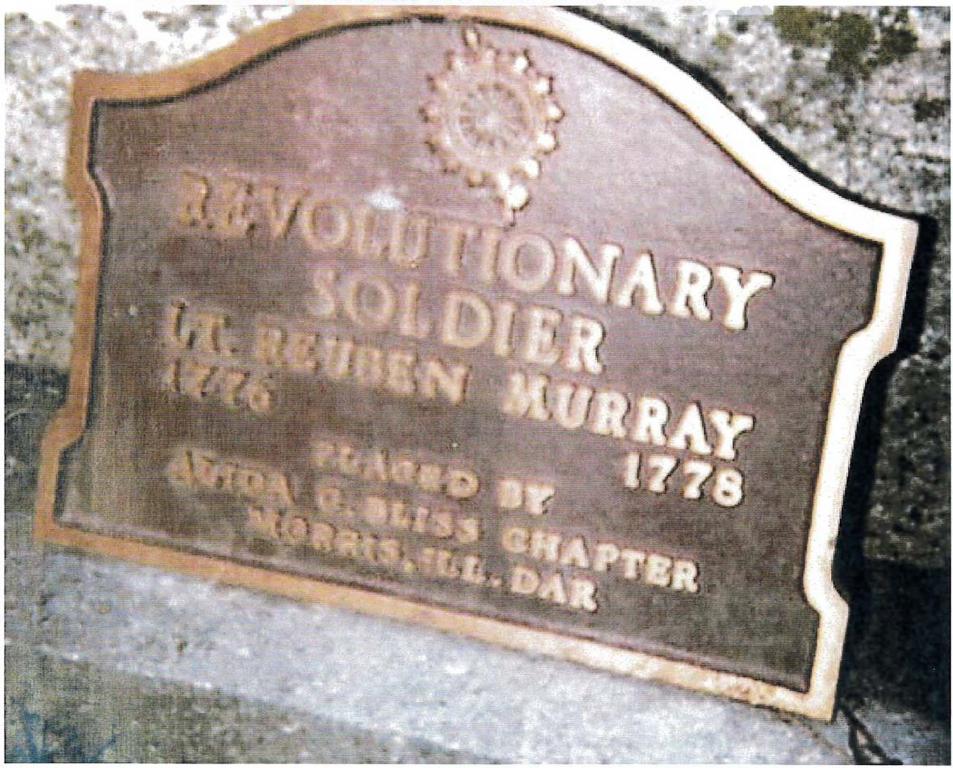 REVOLUTIONARY
SOLDIER
LT. REUBEN MURRAY
1776 1778
PLACED BY
ALIDA C. BLISS CHAPTER
MORRIS, ILL. DAR